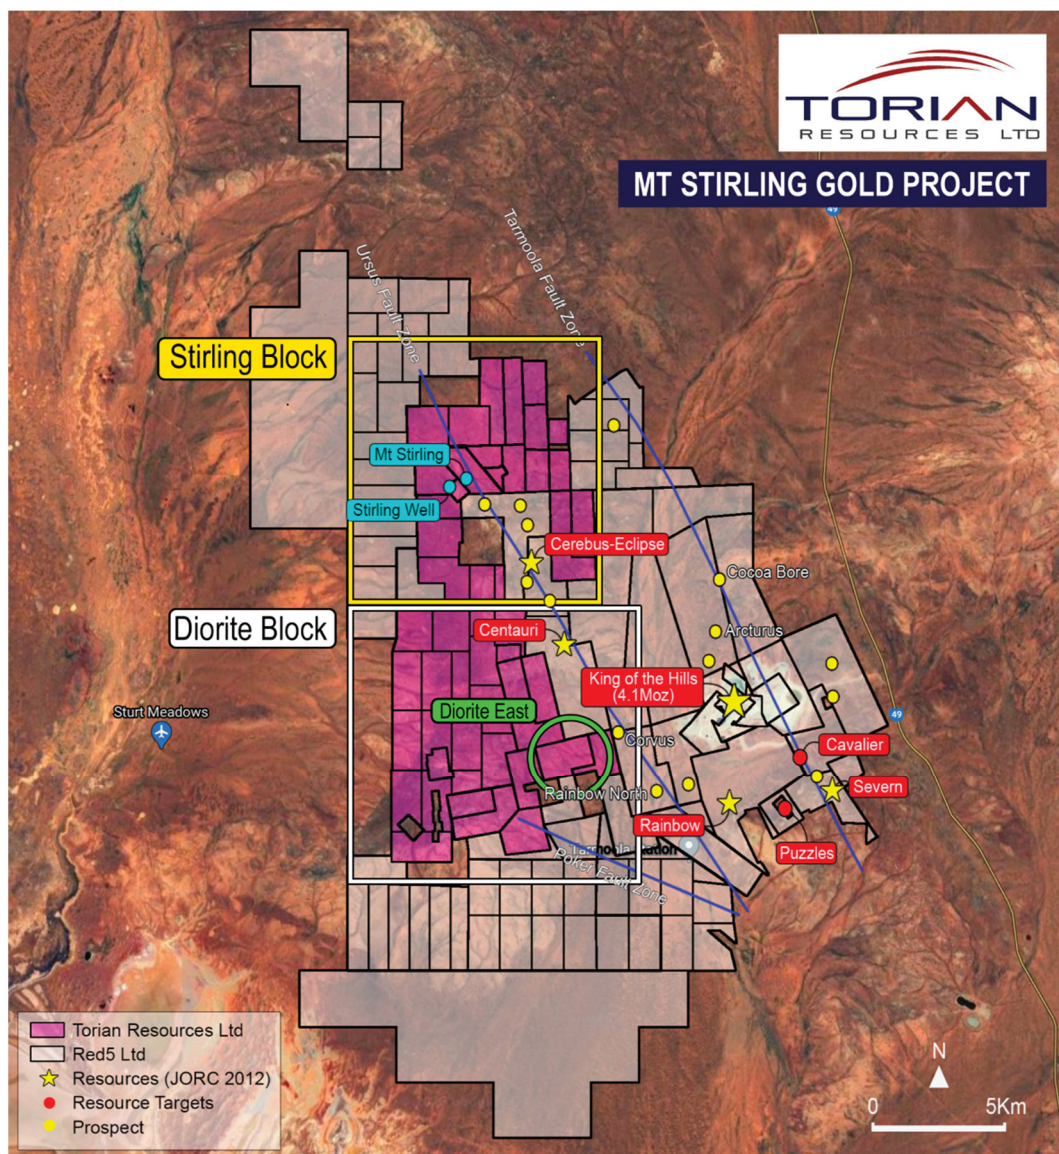 TORIAN
RESOURCES LTD
MT STIRLING GOLD PROJECT
49
Tarmoola Fault Zone
Ursus Fault Zone
Stirling Block
Mt Stirling
Stirling Well
Cerebus-Eclipse
Cocoa Bore
Diorite Block
Centauri
Arcturus
King of the Hills
(4.1Moz)
Diorite East
Sturt Meadows
49
Corvus
Cavalier
Rainbow North
Severn
Rainbow
Puzzles
Tarmoola Station
Poker Fault Zone
Torian Resources Ltd
Red5 Ltd
Resources (JORC 2012)
Resource Targets
Prospect
N
0 5Km